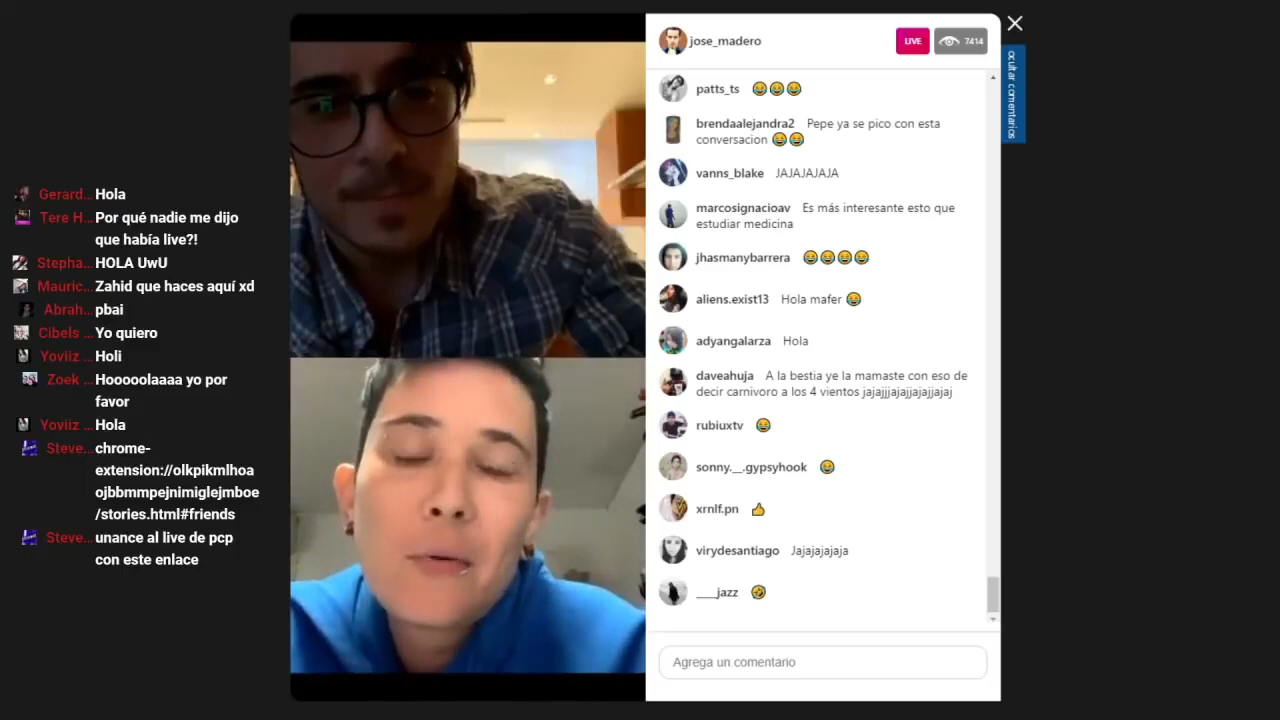 Gerard... Hola
Tere H... Por qué nadie me dijo
que había live?!
Stepha... HOLA UwU
Mauric... Zahid que haces aquí xd
Abrah... pbai
Cibels ... Yo quiero
Yoviiz ... Holi
Zoek ... Hooooolaaaa yo por
favor
Yoviiz ... Hola
Steve... chrome-
extension://olkpikmlhoa
ojbbmmpejnimiglejmboe
/stories.html#friends
Steve... unance al live de pcp
con este enlace
jose_madero
LIVE
7414
ocultar comentarios
patts_ts 😂😂😂
brendaalejandra2 Pepe ya se pico con esta
conversacion 😂😂
vanns_blake JAJAJAJAJA
marcosignacioav Es más interesante esto que
estudiar medicina
jhasmanybarrera 😂😂😂😂
aliens.exist13 Hola mafer 😂
adyangalarza Hola
daveahuja A la bestia ye la mamaste con eso de
decir carnivoro a los 4 vientos jajajjjajajjajajjajaj
rubiuxtv 😂
sonny.__.gypsyhook 😂
xrnlf.pn 👍
virydesantiago Jajajajajaja
____jazz 🤣
Agrega un comentario